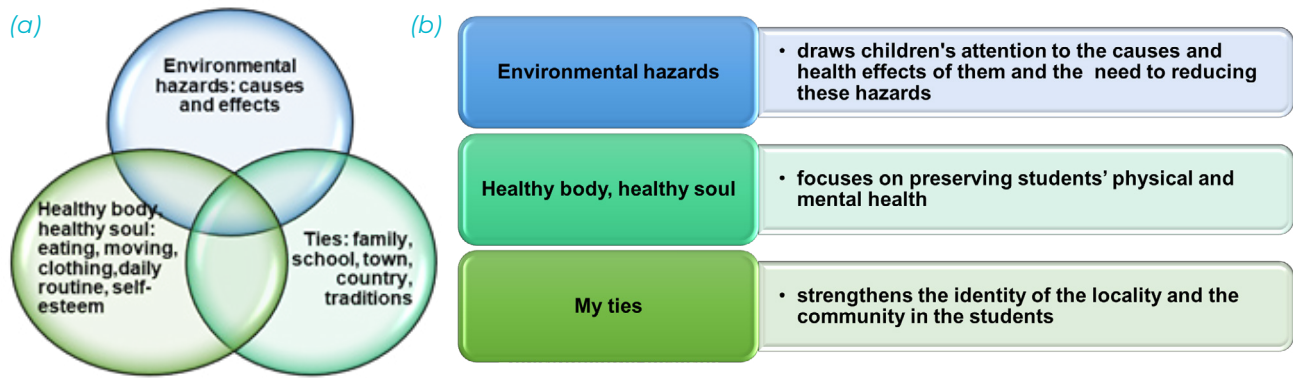 (a)
Environmental
hazards: causes
and effects
Healthy body,
healthy soul:
eating, moving,
clothing,daily
routine, self-
esteem
Ties: family,
school, town,
country,
traditions
(b)
Environmental hazards
• draws children's attention to the causes and
health effects of them and the need to reducing
these hazards
Healthy body, healthy soul
• focuses on preserving students’ physical and
mental health
My ties
• strengthens the identity of the locality and the
community in the students